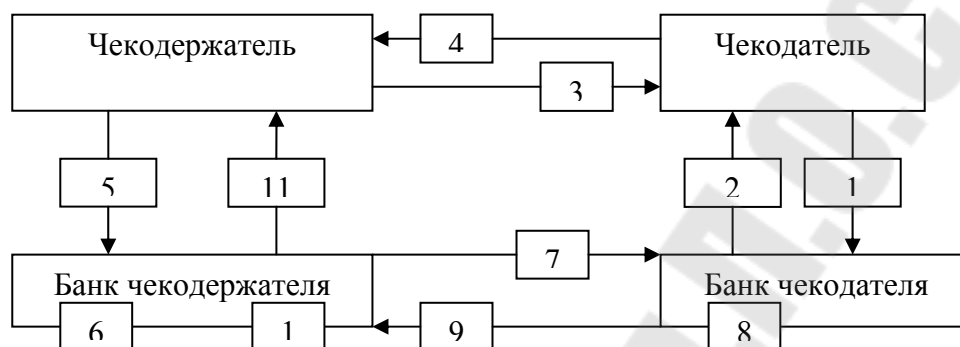 Чекодержатель 4 Чекодатель
3
5 11 2 1
7
Банк чекодержателя Банк чекодателя
6 1 9 8